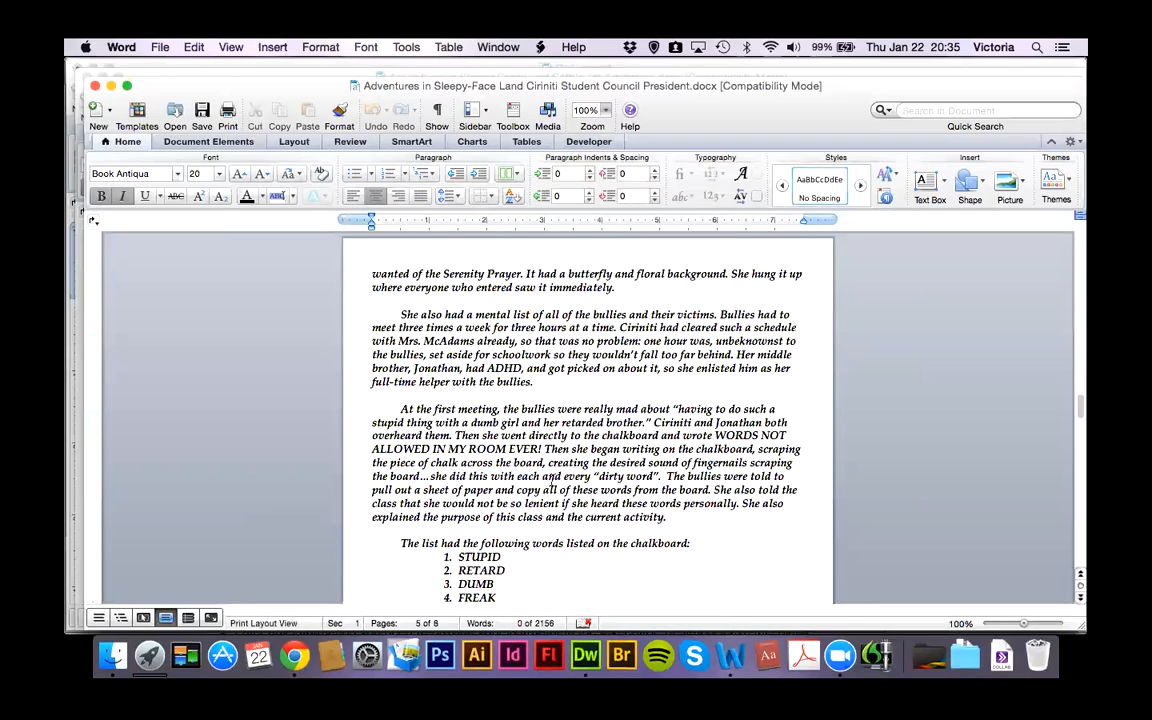 Word File Edit View Insert Format Font Tools Table Window Help 99% Thu Jan 22 20:35 Victoria
Adventures in Sleepy-Face Land Ciriniti Student Council President.docx [Compatibility Mode]
100% Search in Document
New Templates Open Save Print Cut Copy Paste Format Undo Redo Show Sidebar Toolbox Media Zoom Help Quick Search
Home Document Elements Layout Review SmartArt Charts Tables Developer
Font Paragraph Paragraph Indents & Spacing Typography Styles Insert Themes
Book Antiqua 20 0 0 AaBbCcDdEe
B I U ABC 0 0 No Spacing Text Box Shape Picture Themes
wanted of the Serenity Prayer. It had a butterfly and floral background. She hung it up
where everyone who entered saw it immediately.
She also had a mental list of all of the bullies and their victims. Bullies had to
meet three times a week for three hours at a time. Ciriniti had cleared such a schedule
with Mrs. McAdams already, so that was no problem: one hour was, unbeknownst to
the bullies, set aside for schoolwork so they wouldn't fall too far behind. Her middle
brother, Jonathan, had ADHD, and got picked on about it, so she enlisted him as her
full-time helper with the bullies.
At the first meeting, the bullies were really mad about "having to do such a
stupid thing with a dumb girl and her retarded brother." Ciriniti and Jonathan both
overheard them. Then she went directly to the chalkboard and wrote WORDS NOT
ALLOWED IN MY ROOM EVER! Then she began writing on the chalkboard, scraping
the piece of chalk across the board, creating the desired sound of fingernails scraping
the board...she did this with each and every "dirty word". The bullies were told to
pull out a sheet of paper and copy all of these words from the board. She also told the
class that she would not be so lenient if she heard these words personally. She also
explained the purpose of this class and the current activity.
The list had the following words listed on the chalkboard:
1. STUPID
2. RETARD
3. DUMB
4. FREAK
Print Layout View Sec 1 Pages: 5 of 8 Words: 0 of 2156 100%
22 Ps Ai Id Fl Dw Br S W Aa